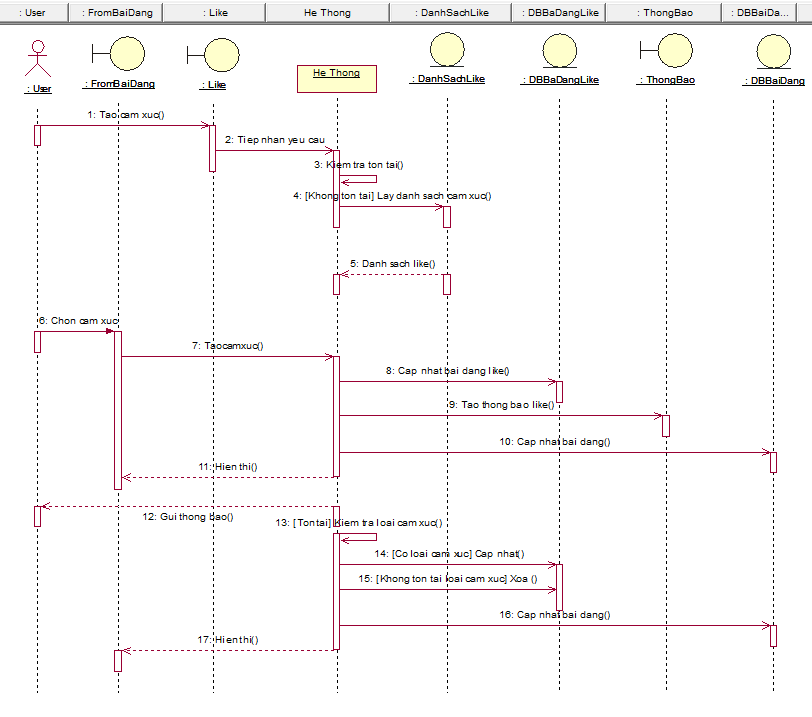 : User
: FromBaiDang
: Like
He Thong
: DanhSachLike
: DBBaDangLike
: ThongBao
: DBBaiDa...
: User
: FromBaiDang
: Like
He Thong
: DanhSachLike
: DBBaDangLike
: ThongBao
: DBBaiDang
1: Tao cam xuc()
2: Tiep nhan yeu cau
3: Kiem tra ton tai()
4: [Khong ton tai] Lay danh sach cam xuc()
5: Danh sach like()
6: Chon cam xuc
7: Taocamxuc()
8: Cap nhat bai dang like()
9: Tao thong bao like()
10: Cap nhat bai dang()
11: Hien thi()
12: Gui thong bao()
13: [Ton tai] Kiem tra loai cam xuc()
14: [Co loai cam xuc] Cap nhat()
15: [Khong ton tai loai cam xuc] Xoa ()
16: Cap nhat bai dang()
17: Hien thi()